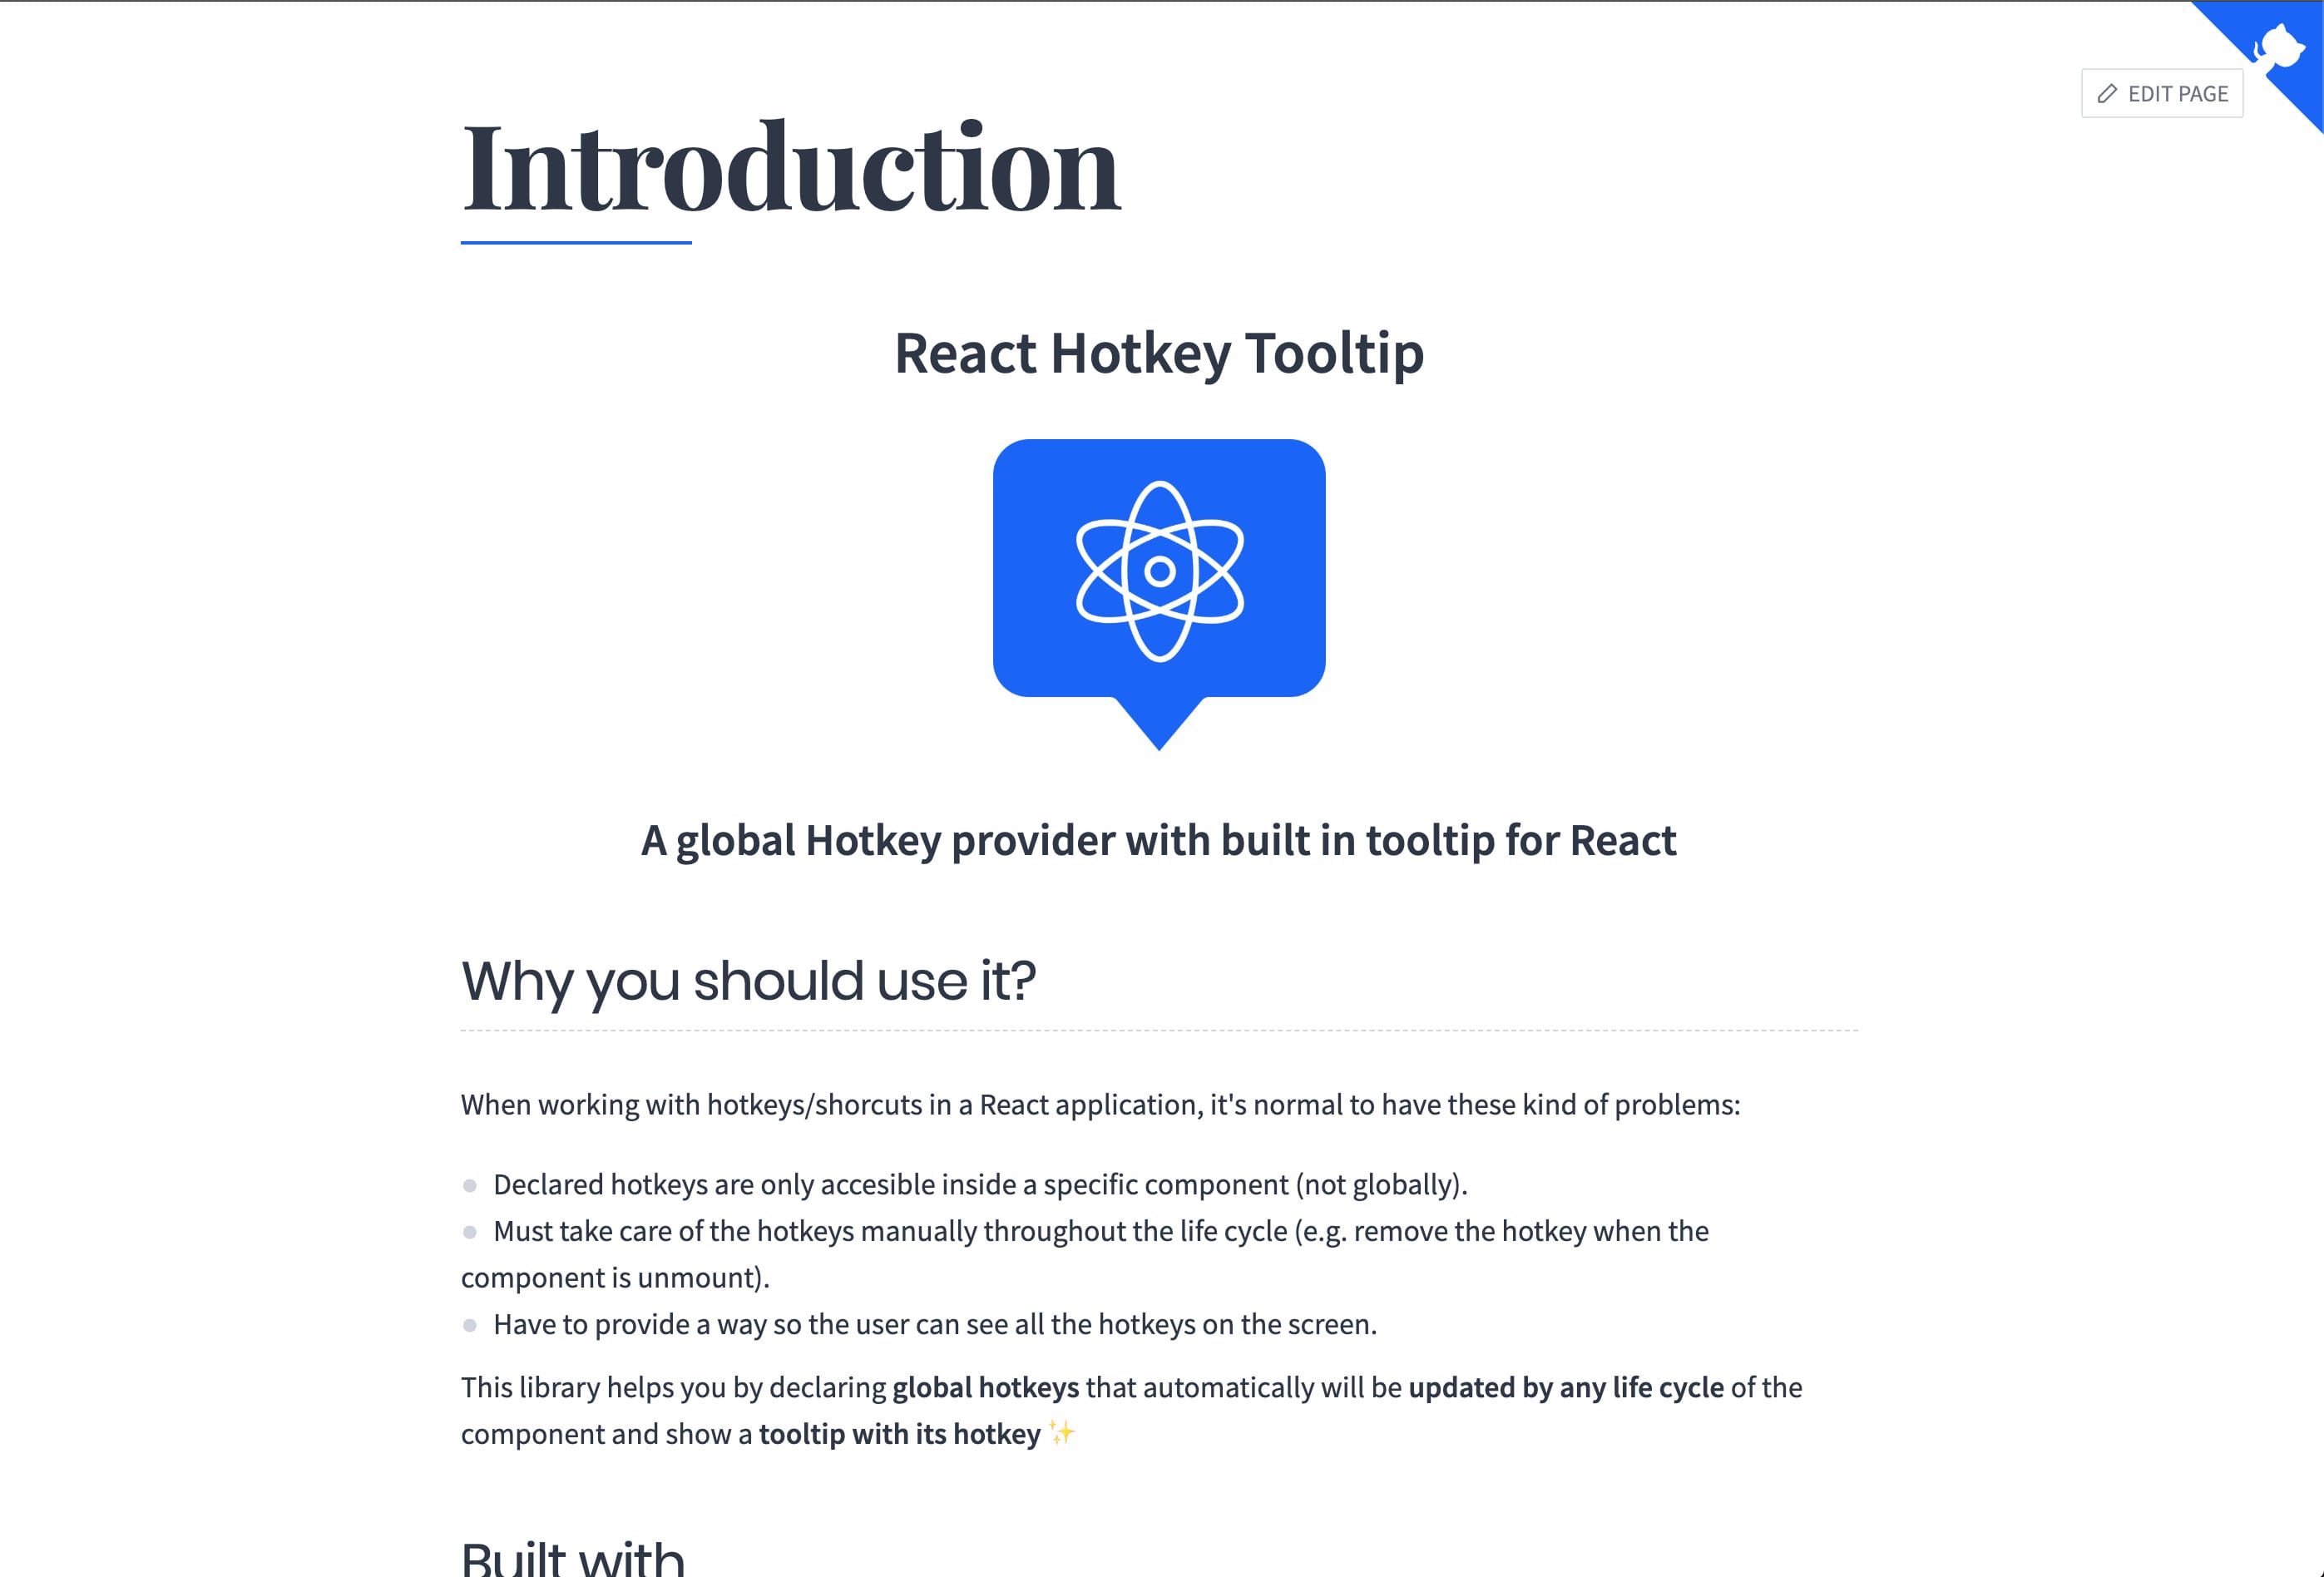 EDIT PAGE
Introduction
React Hotkey Tooltip
A global Hotkey provider with built in tooltip for React
Why you should use it?
When working with hotkeys/shorcuts in a React application, it's normal to have these kind of problems:
Declared hotkeys are only accesible inside a specific component (not globally).
Must take care of the hotkeys manually throughout the life cycle (e.g. remove the hotkey when the
component is unmount).
Have to provide a way so the user can see all the hotkeys on the screen.
This library helps you by declaring global hotkeys that automatically will be updated by any life cycle of the
component and show a tooltip with its hotkey ✨
Built with